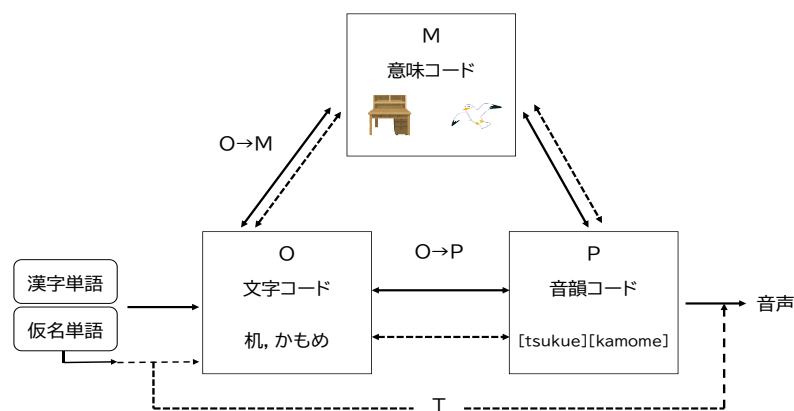 M
意味コード
O→M
O
文字コード
机, かもめ
O→P
P
音韻コード
[tsukue][kamome]
漢字単語
仮名単語
音声
T